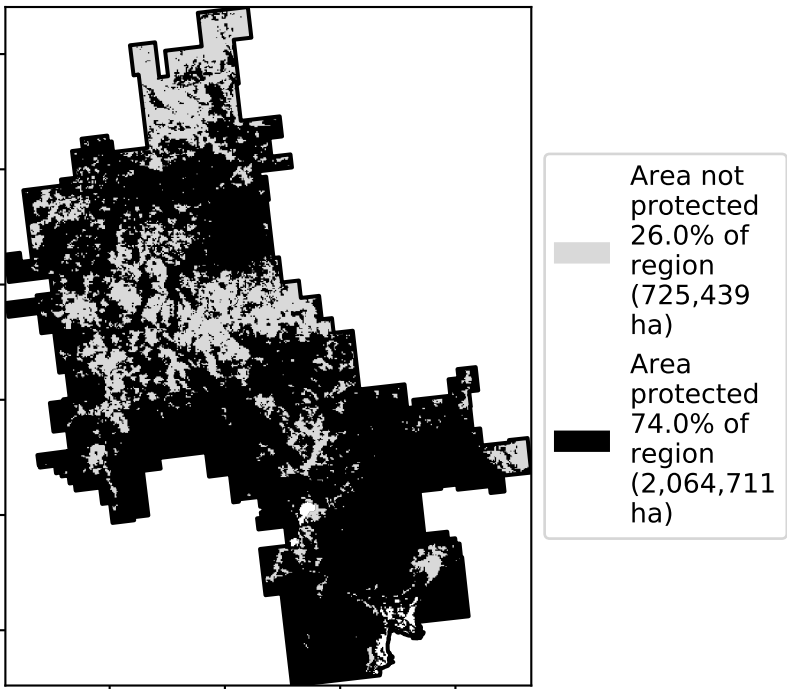 Area not
protected
26.0% of
region
(725,439
ha)
Area
protected
74.0% of
region
(2,064,711
ha)